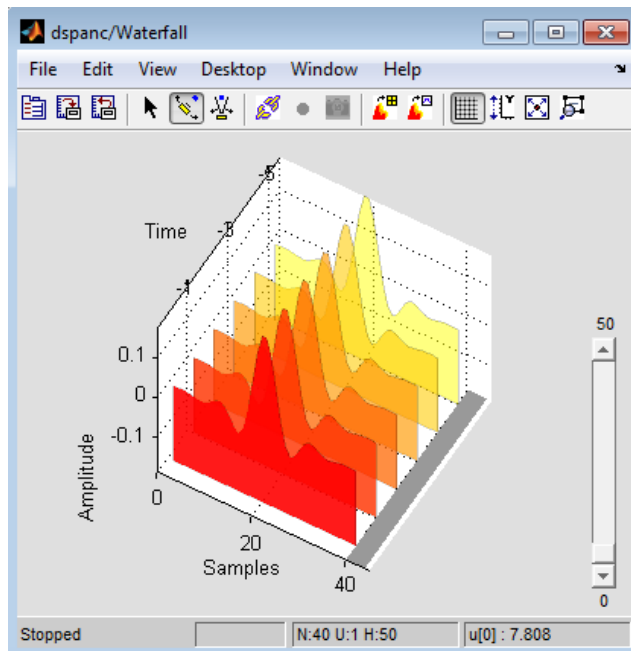 dspanc/Waterfall
File Edit View Desktop Window Help
-5
Time -3
-1
50
0.1
0
-0.1
Amplitude
0
20
Samples 40
0
Stopped N:40 U:1 H:50 u[0] : 7.808